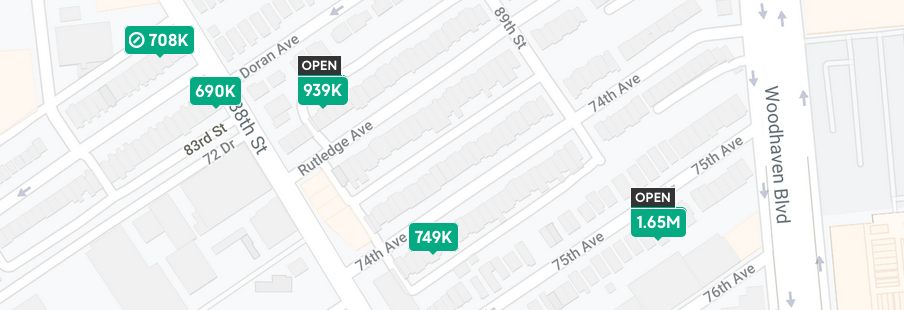 89th St
708K
Doran Ave
OPEN
939K
690K
88th St
83rd St
72 Dr
Rutledge Ave
74th Ave
Woodhaven Blvd
75th Ave
OPEN
1.65M
749K
74th Ave
75th Ave
76th Ave